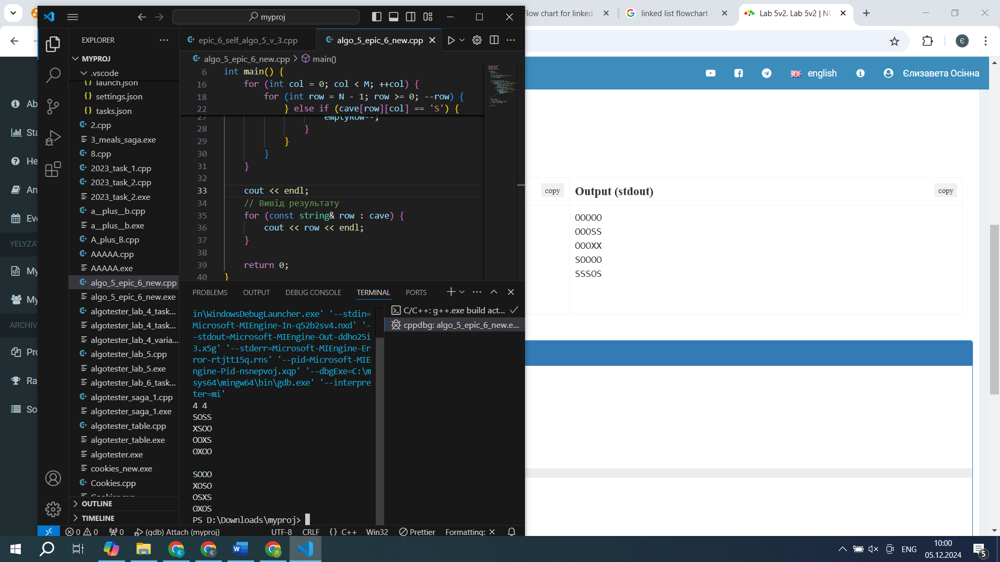 myproj
Flow chart for linked
linked list flowchart -
Lab 5v2. Lab 5v2 | NU
EXPLORER
epic_6_self_algo_5_v_3.cpp
algo_5_epic_6_new.cpp
MYPROJ
algo_5_epic_6_new.cpp > main()
.vscode
launch.json
settings.json
tasks.json
2.cpp
3_meals_saga.exe
8.cpp
2023_task_1.cpp
2023_task_2.cpp
2023_task_2.exe
a__plus__b.cpp
a__plus__b.exe
A_plus_B.cpp
AAAAA.cpp
AAAAA.exe
algo_5_epic_6_new.cpp
algo_5_epic_6_new.exe
algotester_lab_4_task...
algotester_lab_4_task...
algotester_lab_4_varia...
algotester_lab_5.cpp
algotester_lab_5.exe
algotester_lab_6_task...
algotester_saga_1.cpp
algotester_saga_1.exe
algotester_table.cpp
algotester_table.exe
algotester.exe
cookies_new.exe
Cookies.cpp
OUTLINE
TIMELINE
6 int main() {
16 for (int col = 0; col < M; ++col) {
18 for (int row = N - 1; row >= 0; --row) {
22 } else if (cave[row][col] == 'S') {
27 emptyRow--;
28 }
29 }
30 }
31 }
32
33 cout << endl;
34 // Вивід результату
35 for (const string& row : cave) {
36 cout << row << endl;
37 }
38
39 return 0;
40 }
PROBLEMS OUTPUT DEBUG CONSOLE TERMINAL PORTS
in\WindowsDebugLauncher.exe' '--stdin=
Microsoft-MIEngine-In-q52b2sv4.nxd' '-
-stdout=Microsoft-MIEngine-Out-ddho25i
3.x5g' '--stderr=Microsoft-MIEngine-Er
ror-rtjtt15q.rns' '--pid=Microsoft-MIE
ngine-Pid-nsnepvoj.xqp' '--dbgExe=C:\m
sys64\mingw64\bin\gdb.exe' '--interpre
ter=mi'
4 4
SOSS
XSOO
OOXS
OXOO
SOOO
XOSO
OSXS
OXOS
PS D:\Downloads\myproj>
C/C++: g++.exe build act...
cppdbg: algo_5_epic_6_new.e...
0 0 0 (gdb) Attach (myproj) UTF-8 CRLF {} C++ Win32 Prettier Formatting: ×
Ab
Sta
He
An
Eve
YELYZAV
My
My
ARCHIV
Pro
Ra
So
english
Єлизавета Осінна
Є
copy
Output (stdout)
copy
OOOOO
OOOSS
OOOXX
SOOOO
SSSOS
ENG
10:00
05.12.2024
5